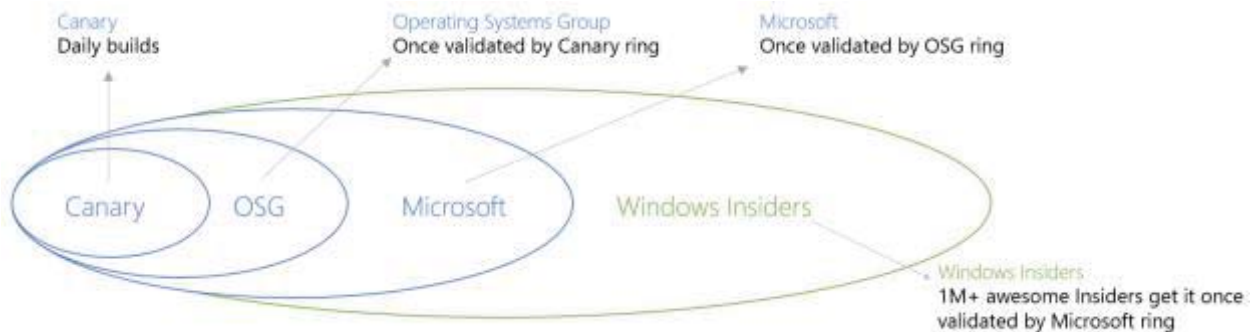 Canary
Daily builds
Operating Systems Group
Once validated by Canary ring
Microsoft
Once validated by OSG ring
Canary
OSG
Microsoft
Windows Insiders
Windows Insiders
1M+ awesome Insiders get it once
validated by Microsoft ring